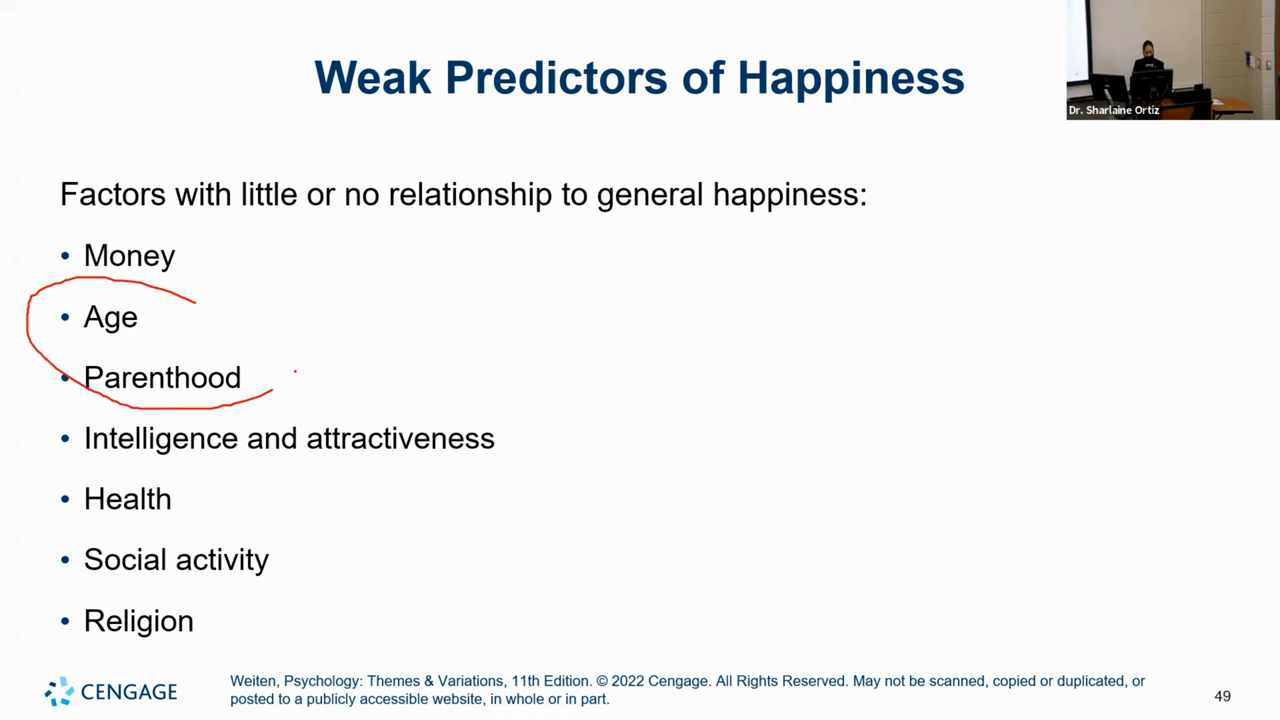 Weak Predictors of Happiness
Dr. Sharlaine Ortiz
Factors with little or no relationship to general happiness:
• Money
• Age
• Parenthood
• Intelligence and attractiveness
• Health
• Social activity
• Religion
CENGAGE
Weiten, Psychology: Themes & Variations, 11th Edition. © 2022 Cengage. All Rights Reserved. May not be scanned, copied or duplicated, or
posted to a publicly accessible website, in whole or in part.
49